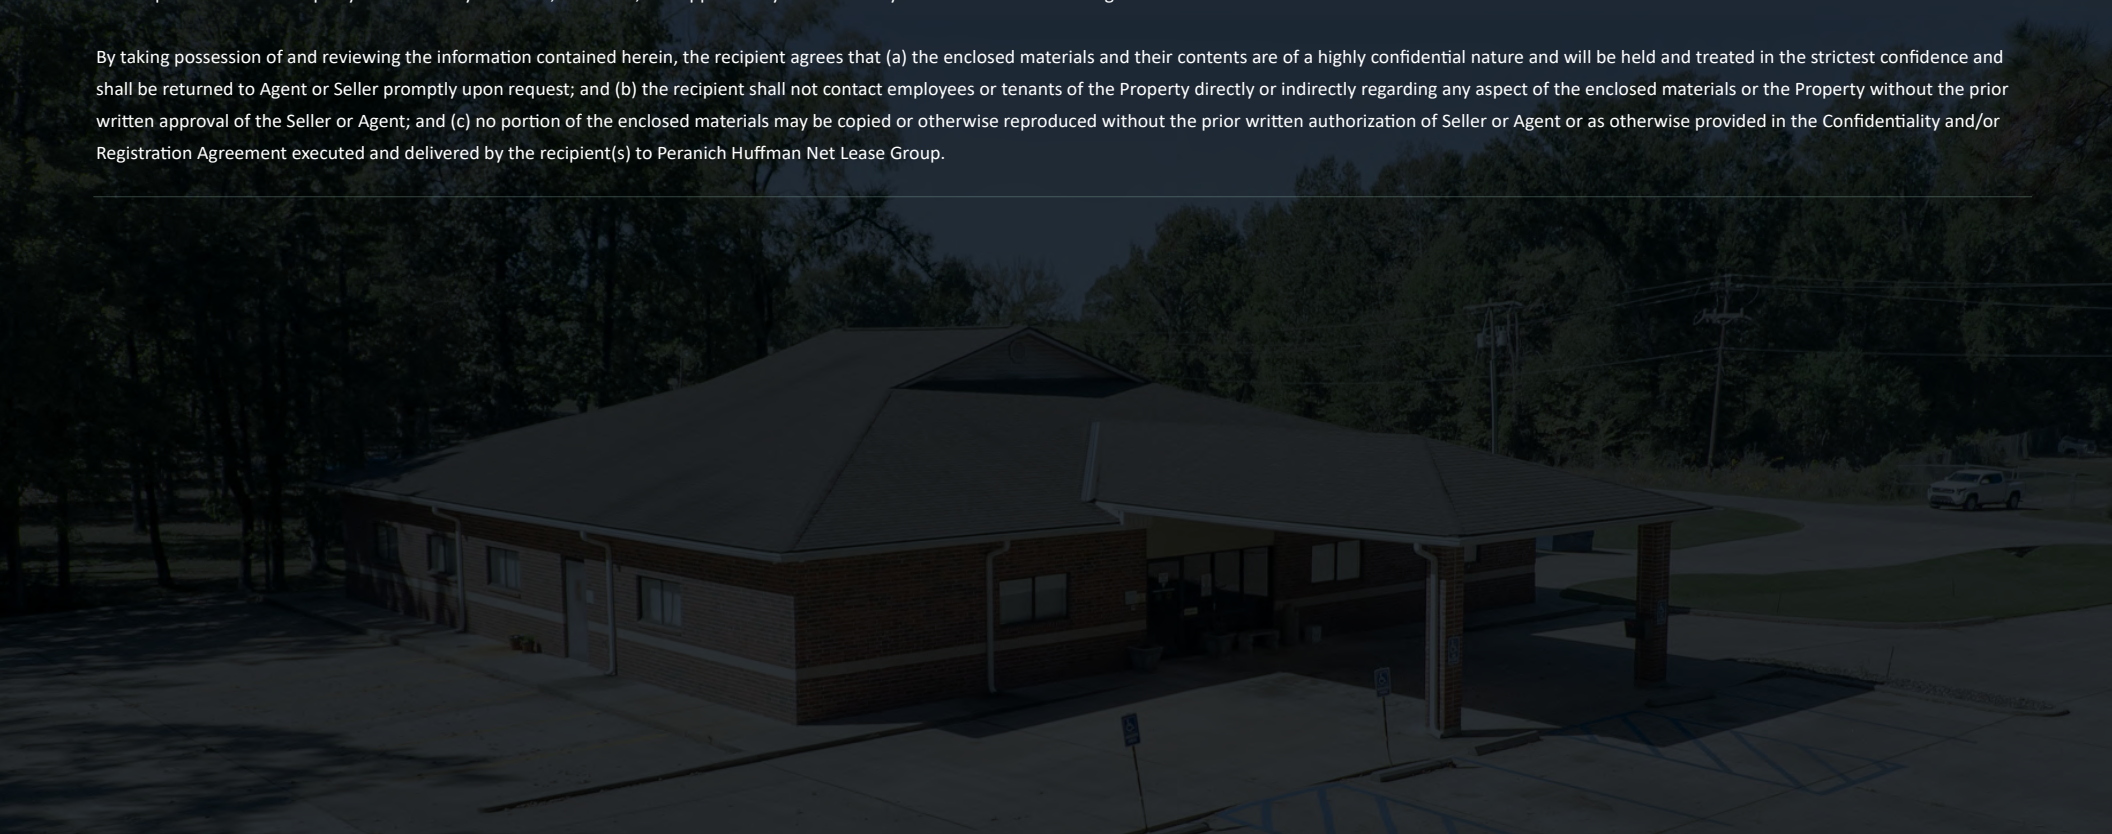 By taking possession of and reviewing the information contained herein, the recipient agrees that (a) the enclosed materials and their contents are of a highly confidential nature and will be held and treated in the strictest confidence and
shall be returned to Agent or Seller promptly upon request; and (b) the recipient shall not contact employees or tenants of the Property directly or indirectly regarding any aspect of the enclosed materials or the Property without the prior
written approval of the Seller or Agent; and (c) no portion of the enclosed materials may be copied or otherwise reproduced without the prior written authorization of Seller or Agent or as otherwise provided in the Confidentiality and/or
Registration Agreement executed and delivered by the recipient(s) to Peranich Huffman Net Lease Group.